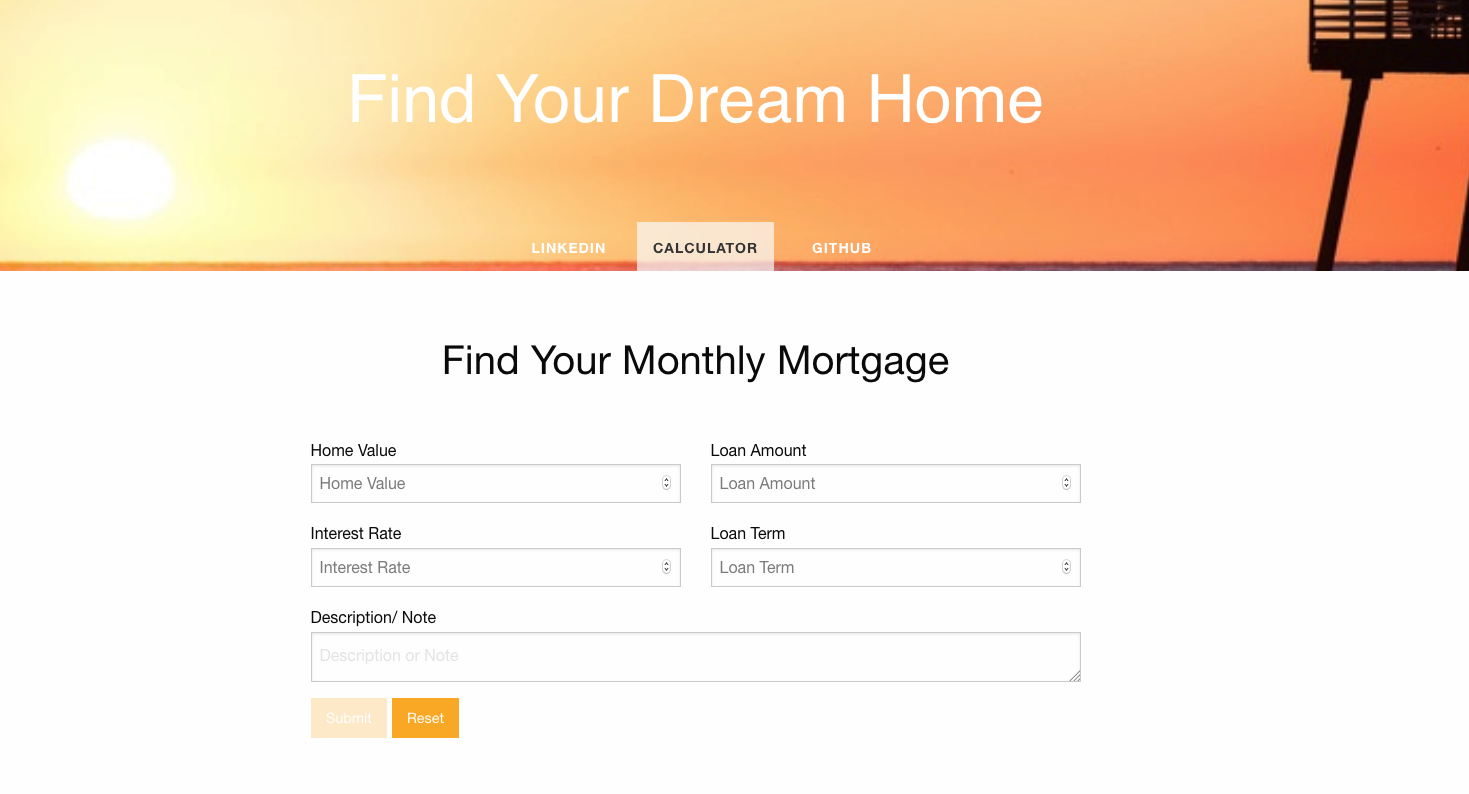 Find Your Dream Home
LINKEDIN CALCULATOR GITHUB
Find Your Monthly Mortgage
Home Value Loan Amount
Home Value Loan Amount
Interest Rate Loan Term
Interest Rate Loan Term
Description/ Note
Description or Note
Submit Reset